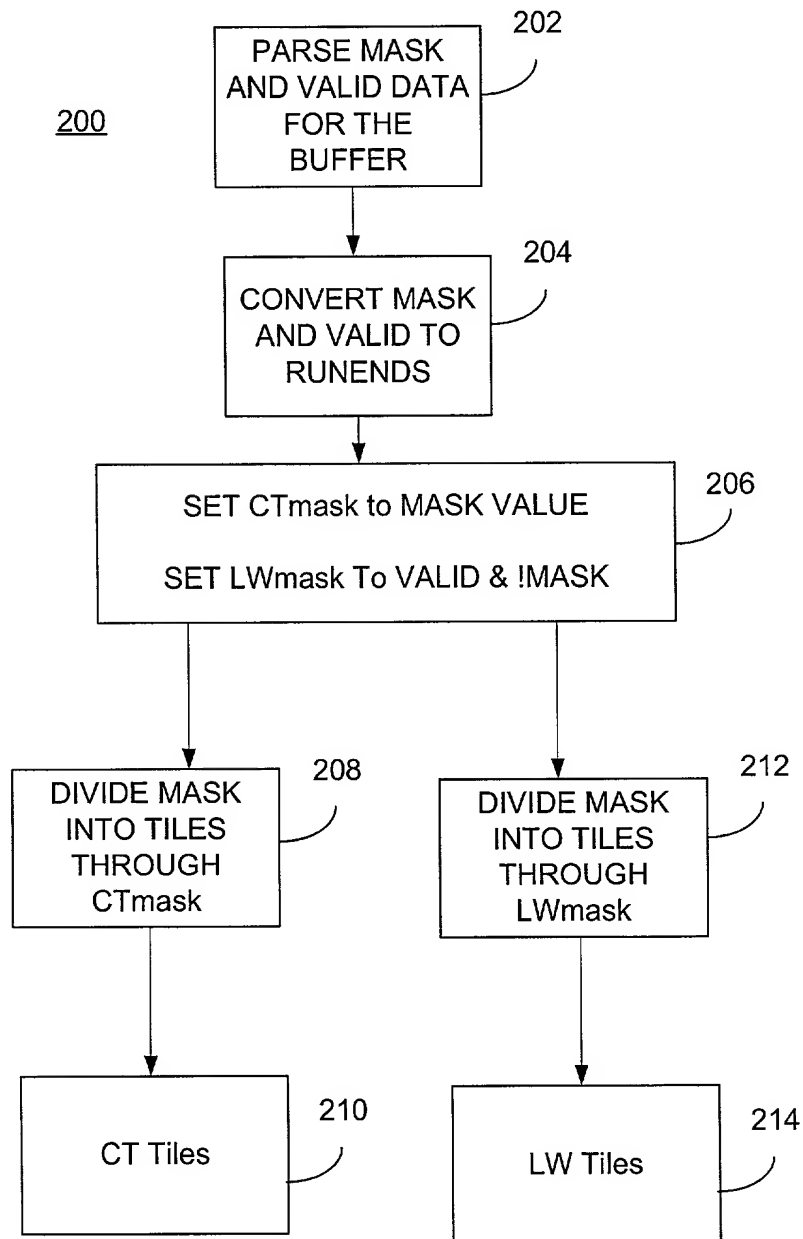 202
PARSE MASK
AND VALID DATA
FOR THE
BUFFER
200
204
CONVERT MASK
AND VALID TO
RUNENDS
206
SET CTmask to MASK VALUE
SET LWmask To VALID & !MASK
208
DIVIDE MASK
INTO TILES
THROUGH
CTmask
212
DIVIDE MASK
INTO TILES
THROUGH
LWmask
210
CT Tiles
214
LW Tiles